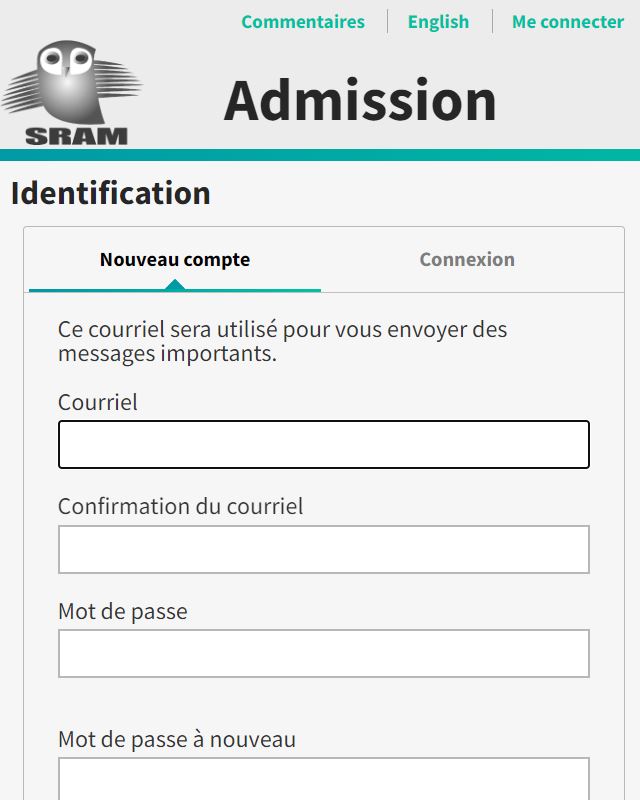 Commentaires English Me connecter
SRAM
Admission
Identification
Nouveau compte Connexion
Ce courriel sera utilisé pour vous envoyer des
messages importants.
Courriel
Confirmation du courriel
Mot de passe
Mot de passe à nouveau